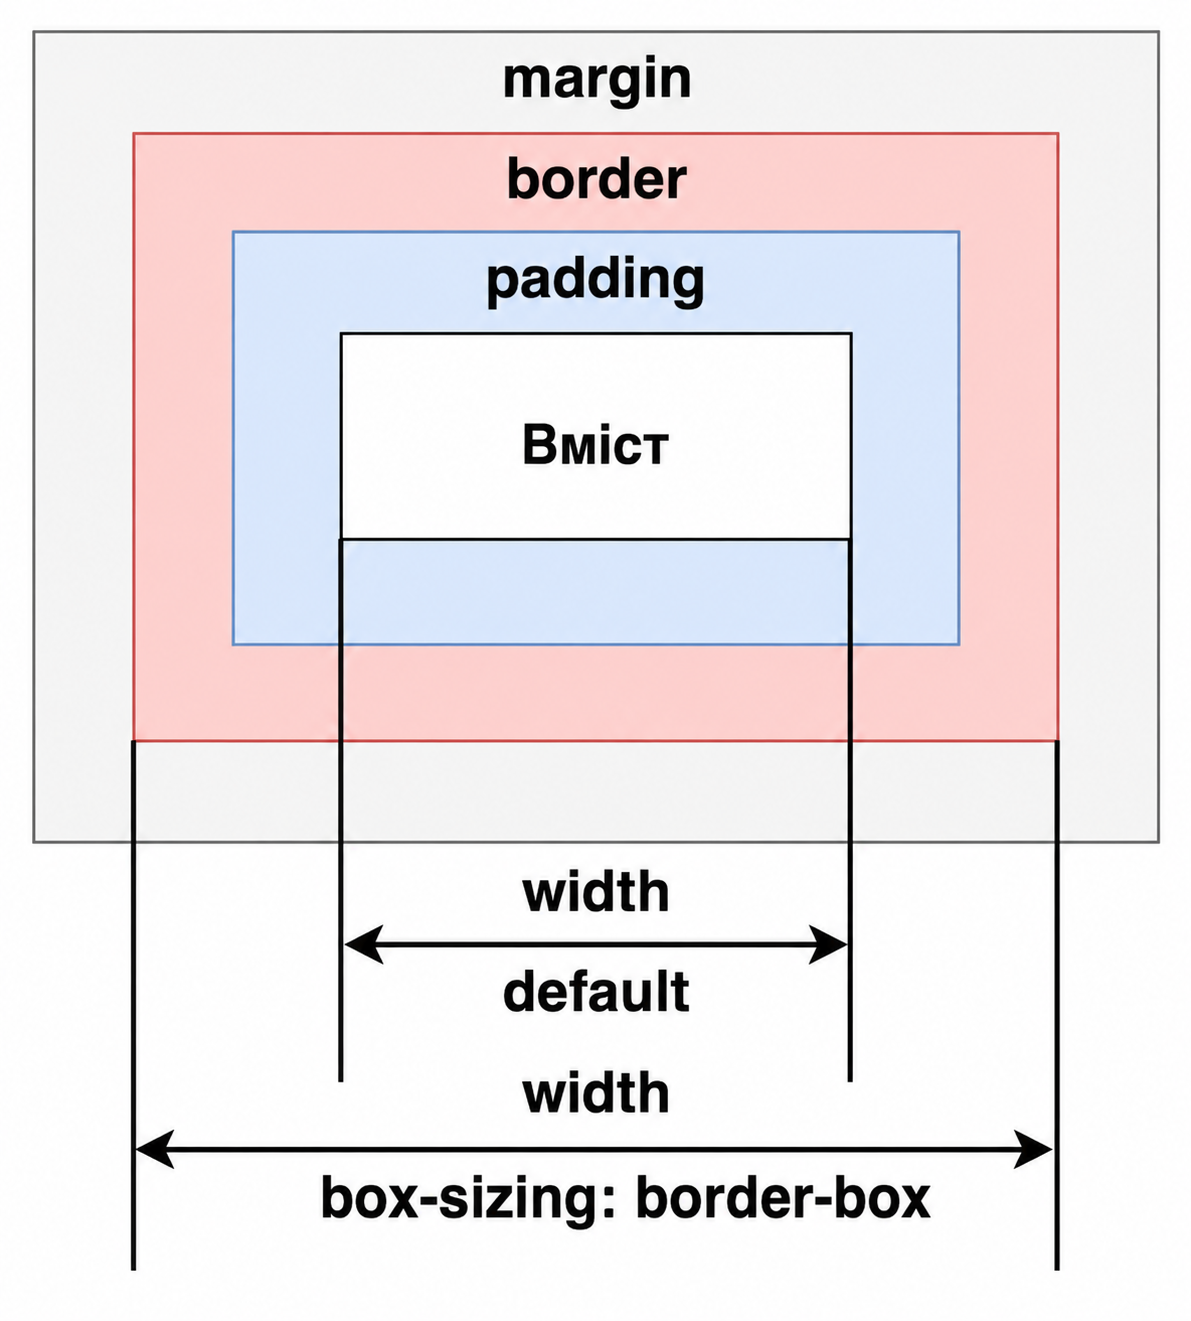 margin
border
padding
Вміст
width
default
width
box-sizing: border-box